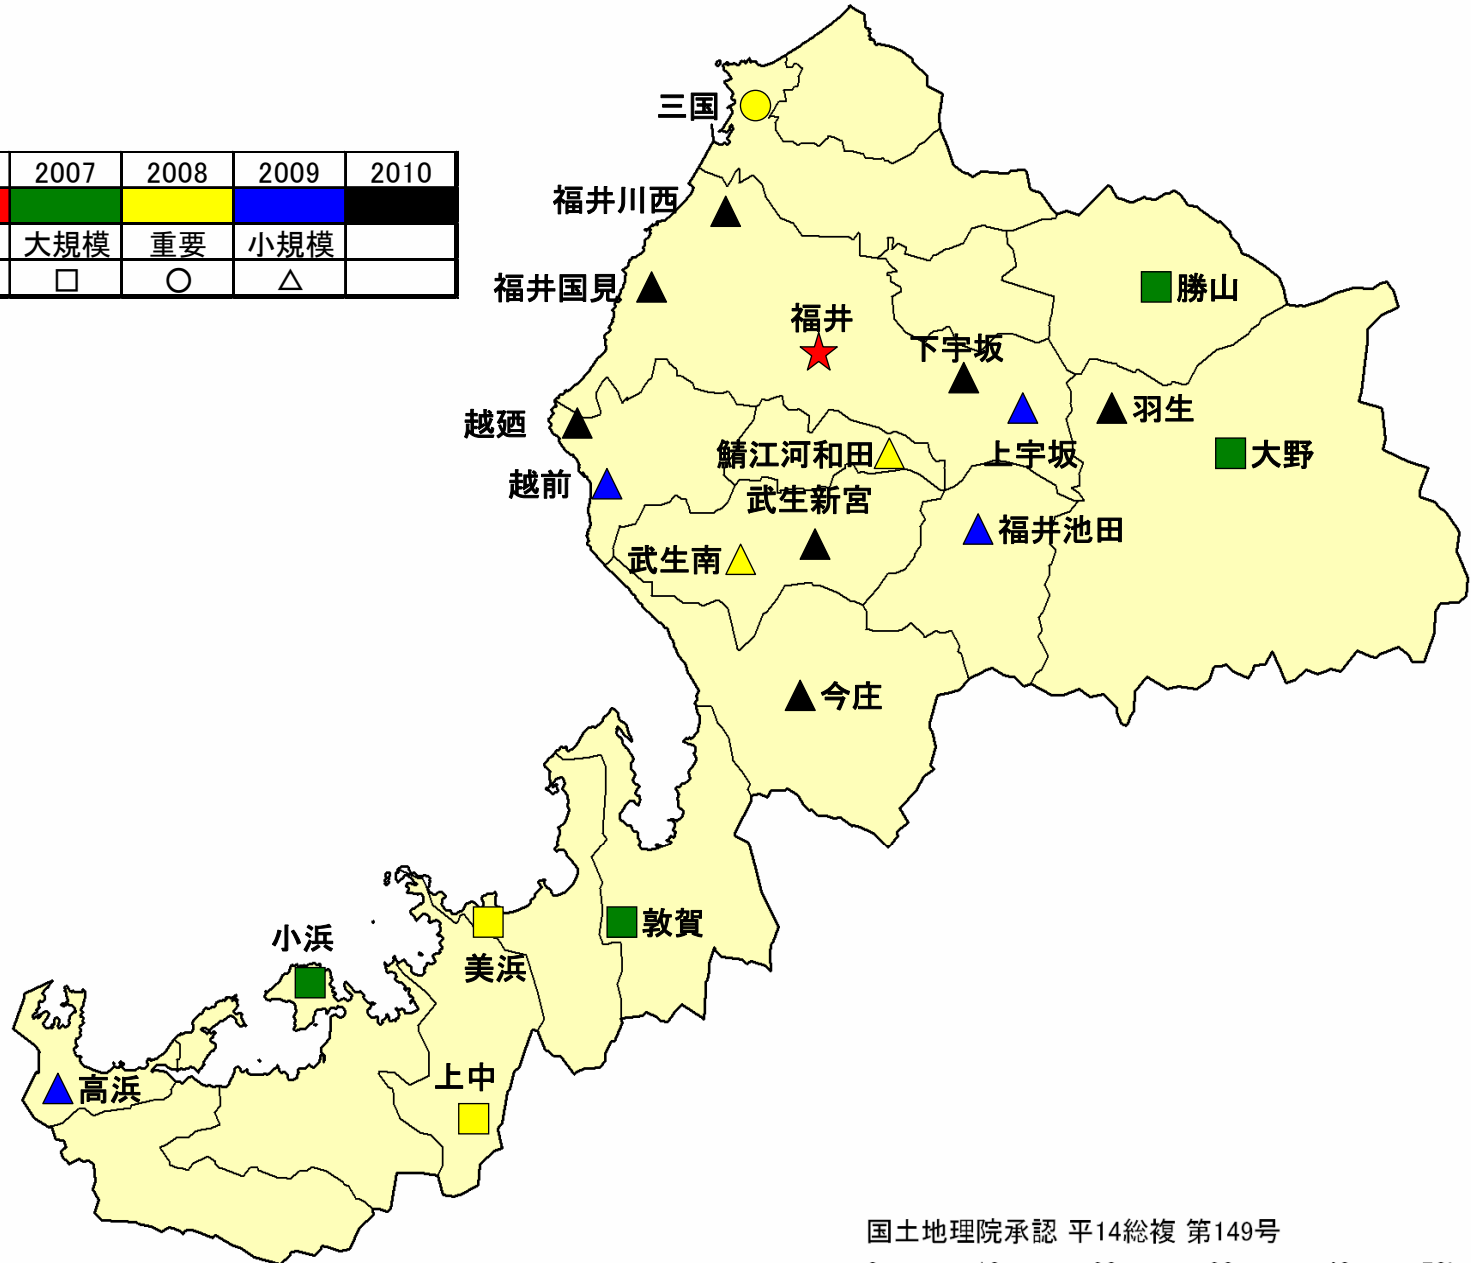 2007 2008 2009 2010
大規模 重要 小規模
□ ○ △
三国
福井川西
福井国見
勝山
福井
下宇坂
越廼
羽生
鯖江河和田
上宇坂
大野
越前
武生新宮
福井池田
武生南
今庄
敦賀
小浜
美浜
上中
高浜
国土地理院承認 平14総複 第149号